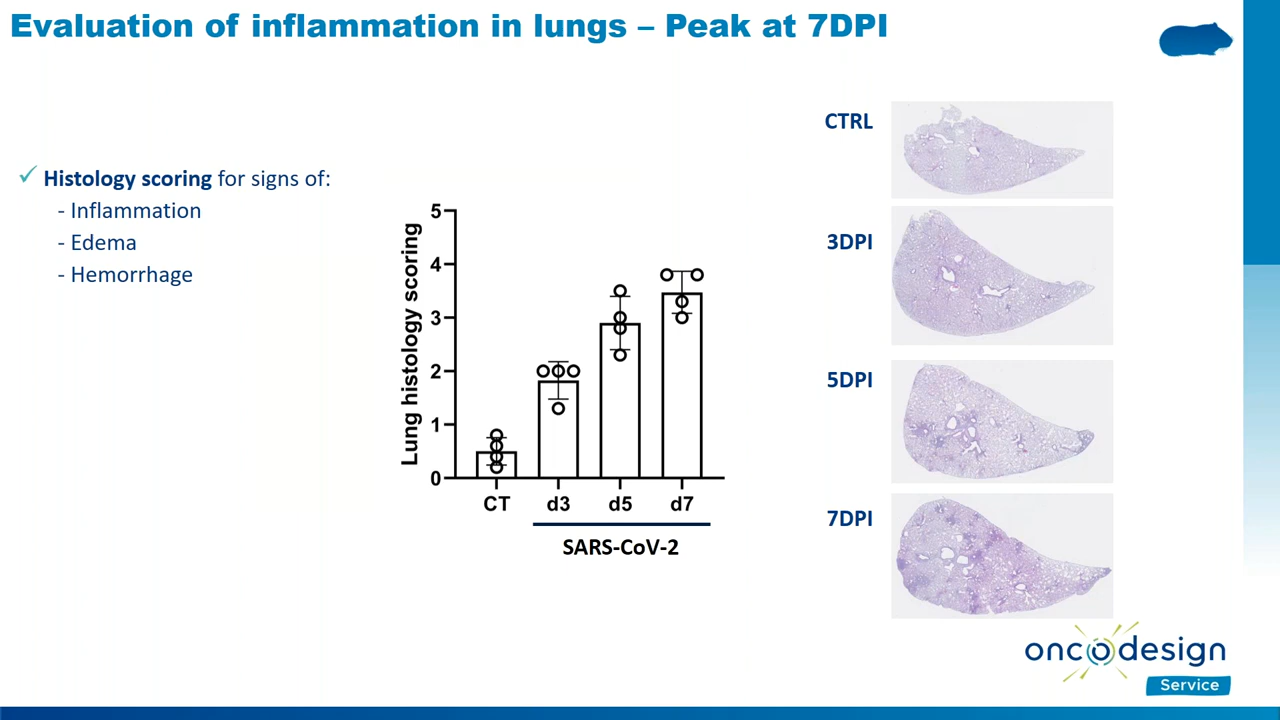 Evaluation of inflammation in lungs – Peak at 7DPI
✓ Histology scoring for signs of:
- Inflammation
- Edema
- Hemorrhage
Lung histology scoring
5
4
3
2
1
0
CT d3 d5 d7
SARS-CoV-2
CTRL
3DPI
5DPI
7DPI
oncodesign
Service